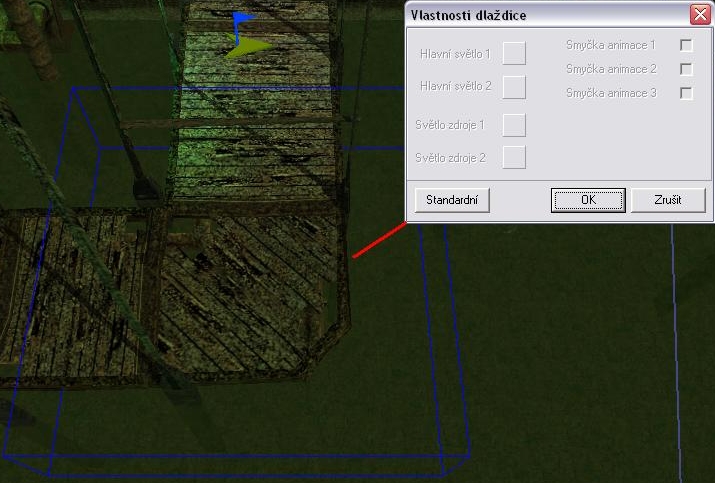 Vlastnosti dlaždice
Hlavní světlo 1
Hlavní světlo 2
Světlo zdroje 1
Světlo zdroje 2
Smyčka animace 1
Smyčka animace 2
Smyčka animace 3
Standardní
OK
Zrušit